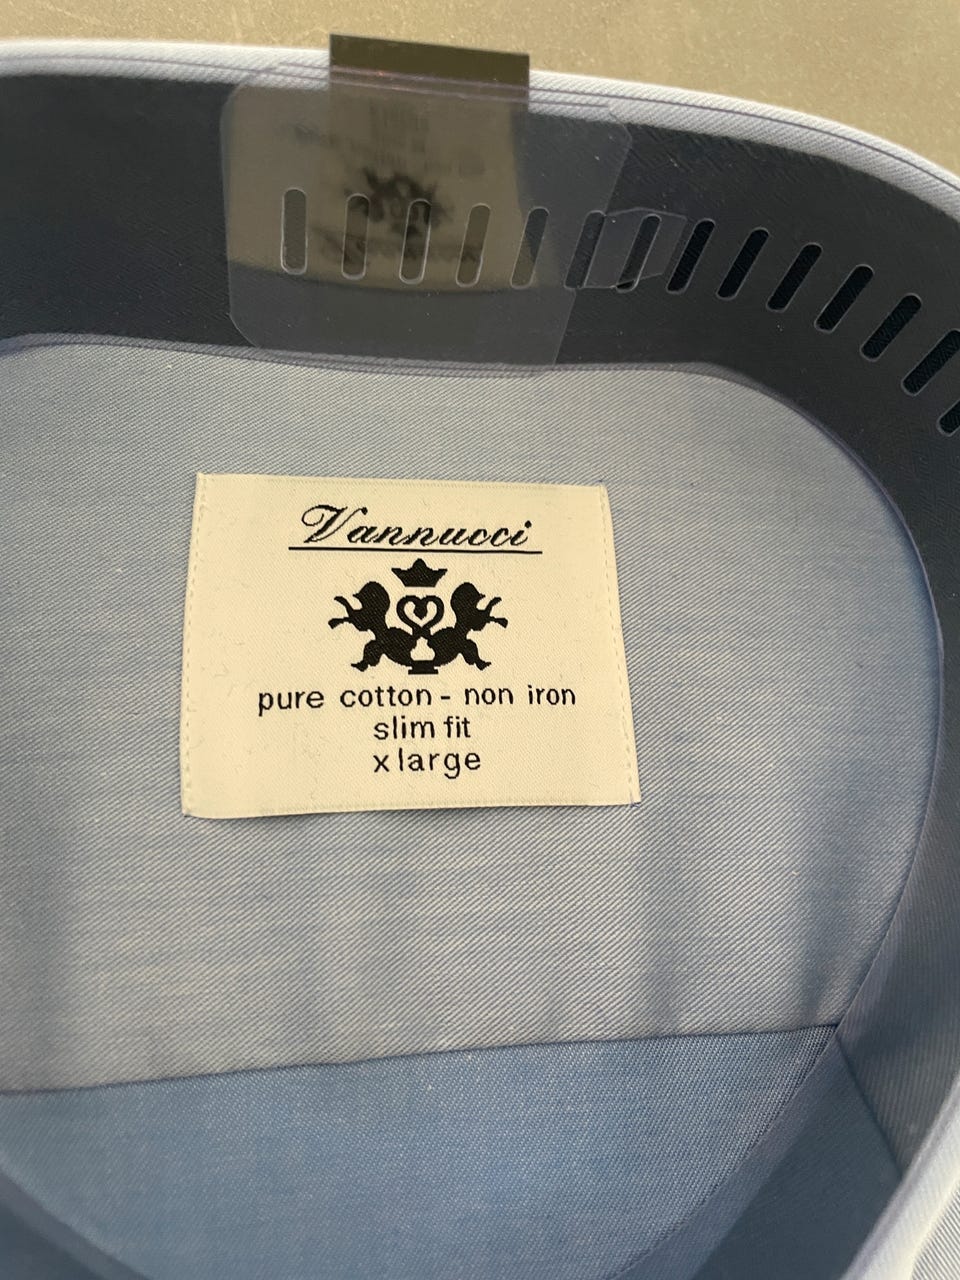 Vannucci
pure cotton - non iron
slim fit
x large